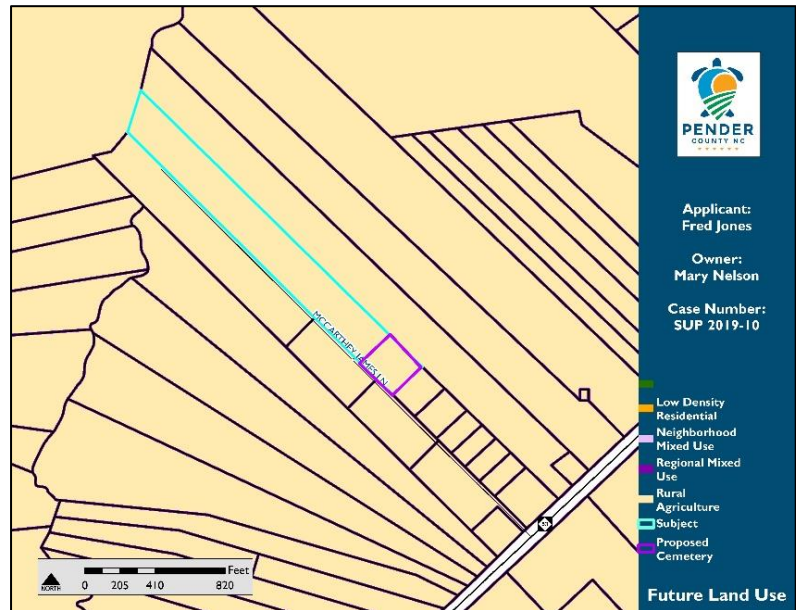 PENDER
COUNTY NC
Applicant:
Fred Jones
Owner:
Mary Nelson
Case Number:
SUP 2019-10
Low Density
Residential
Neighborhood
Mixed Use
Regional Mixed
Use
Rural
Agriculture
Subject
Proposed
Cemetery
Future Land Use
MCCARTHEY JAMES LN
Feet
0 205 410 820
NORTH